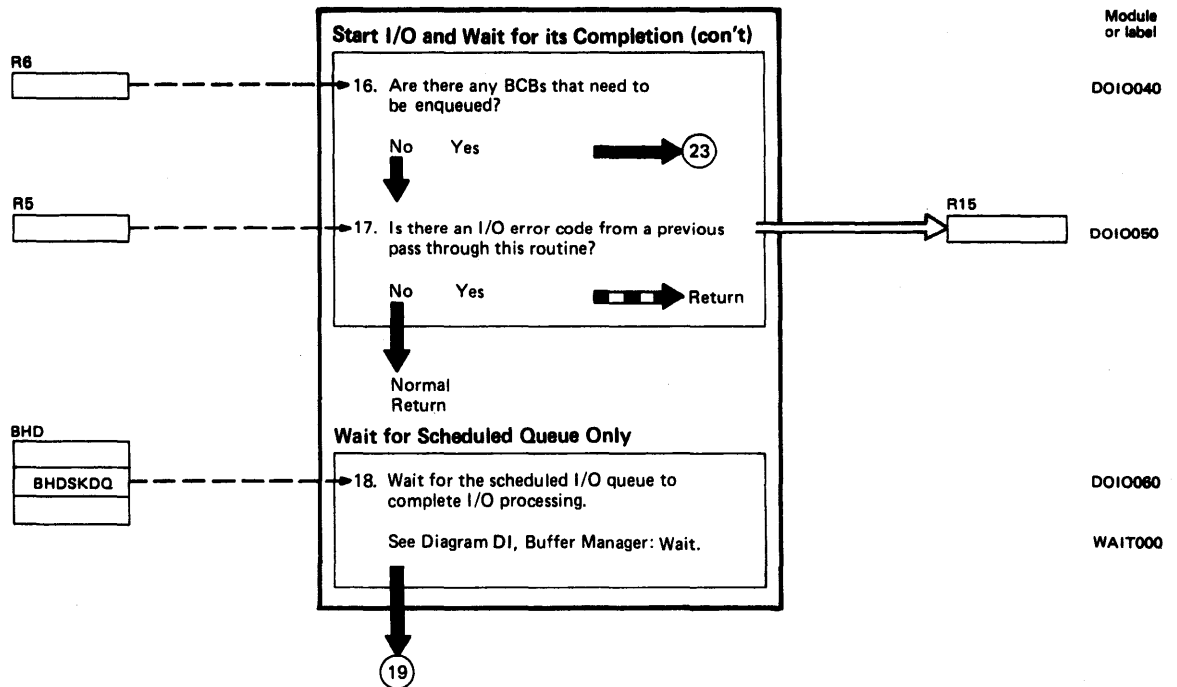 Start I/O and Wait for its Completion (con't)
Module
or label
R6
16. Are there any BCBs that need to
be enqueued?
DOIO040
No Yes
23
R5
17. Is there an I/O error code from a previous
pass through this routine?
R15
DOIO050
No Yes
Return
Normal
Return
BHD
BHDSKDQ
Wait for Scheduled Queue Only
18. Wait for the scheduled I/O queue to
complete I/O processing.
DOIO060
See Diagram DI, Buffer Manager: Wait.
WAIT000
19